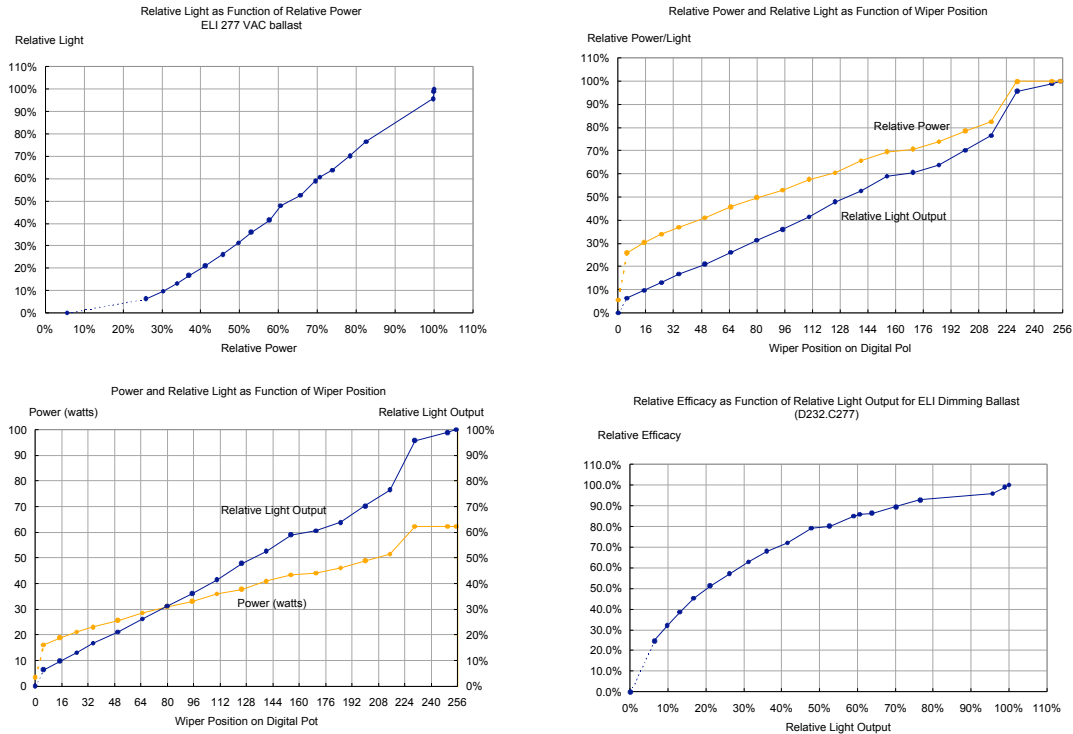 Relative Light as Function of Relative Power
ELI 277 VAC ballast
Relative Light
110%
100%
90%
80%
70%
60%
50%
40%
30%
20%
10%
0%
0% 10% 20% 30% 40% 50% 60% 70% 80% 90% 100% 110%
Relative Power
Relative Power and Relative Light as Function of Wiper Position
Relative Power/Light
110%
100%
90%
80%
70%
60%
50%
40%
30%
20%
10%
0%
Relative Power
Relative Light Output
0 16 32 48 64 80 96 112 128 144 160 176 192 208 224 240 256
Wiper Position on Digital Pol
Power and Relative Light as Function of Wiper Position
Power (watts) Relative Light Output
100 100%
90 90%
80 80%
70 70%
60 60%
50 50%
40 40%
30 30%
20 20%
10 10%
0 0%
Relative Light Output
Power (watts)
0 16 32 48 64 80 96 112 128 144 160 176 192 208 224 240 256
Wiper Position on Digital Pot
Relative Efficacy as Function of Relative Light Output for ELI Dimming Ballast
(D232.C277)
Relative Efficacy
110.0%
100.0%
90.0%
80.0%
70.0%
60.0%
50.0%
40.0%
30.0%
20.0%
10.0%
0.0%
0% 10% 20% 30% 40% 50% 60% 70% 80% 90% 100% 110%
Relative Light Output